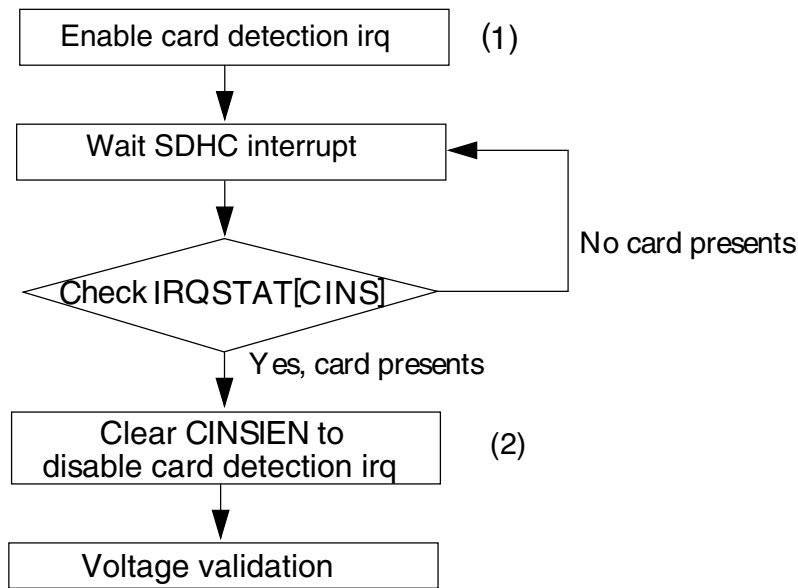 Enable card detection irq
(1)
Wait SDHC interrupt
No card presents
Check IRQSTAT[CINS]
Yes, card presents
Clear CINSIEN to
disable card detection irq
(2)
Voltage validation